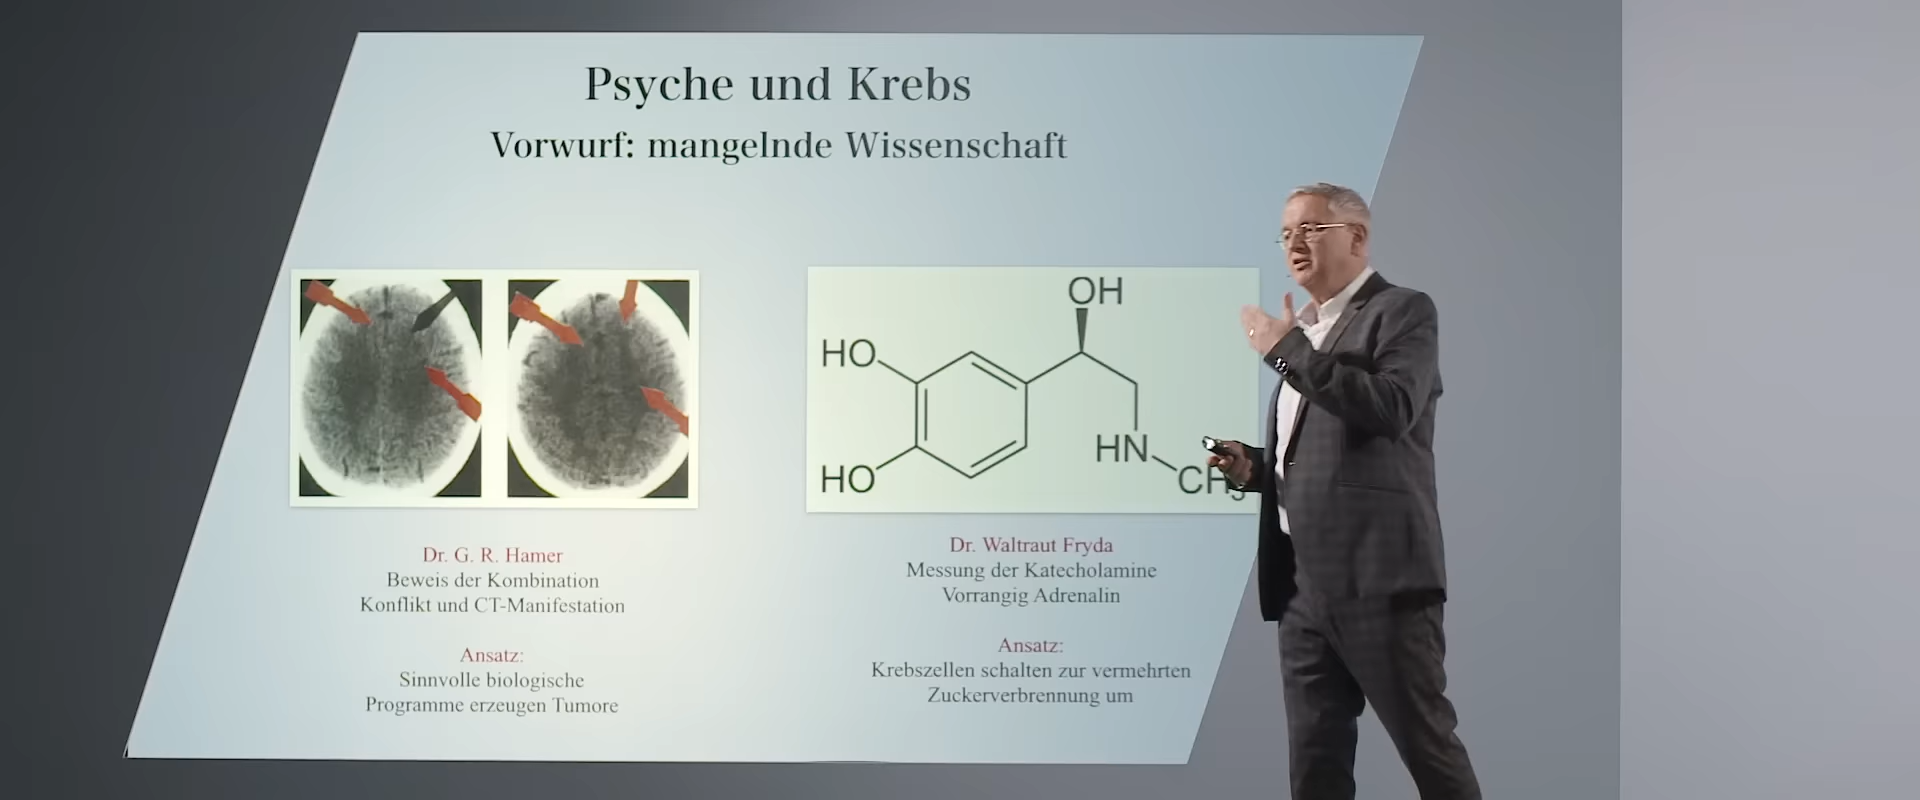 Psyche und Krebs
Vorwurf: mangelnde Wissenschaft
OH
HO
HN
HO
CH3
Dr. G. R. Hamer
Beweis der Kombination
Konflikt und CT-Manifestation
Ansatz:
Sinnvolle biologische
Programme erzeugen Tumore
Dr. Waltraut Fryda
Messung der Katecholamine
Vorrangig Adrenalin
Ansatz:
Krebszellen schalten zur vermehrten
Zuckerverbrennung um